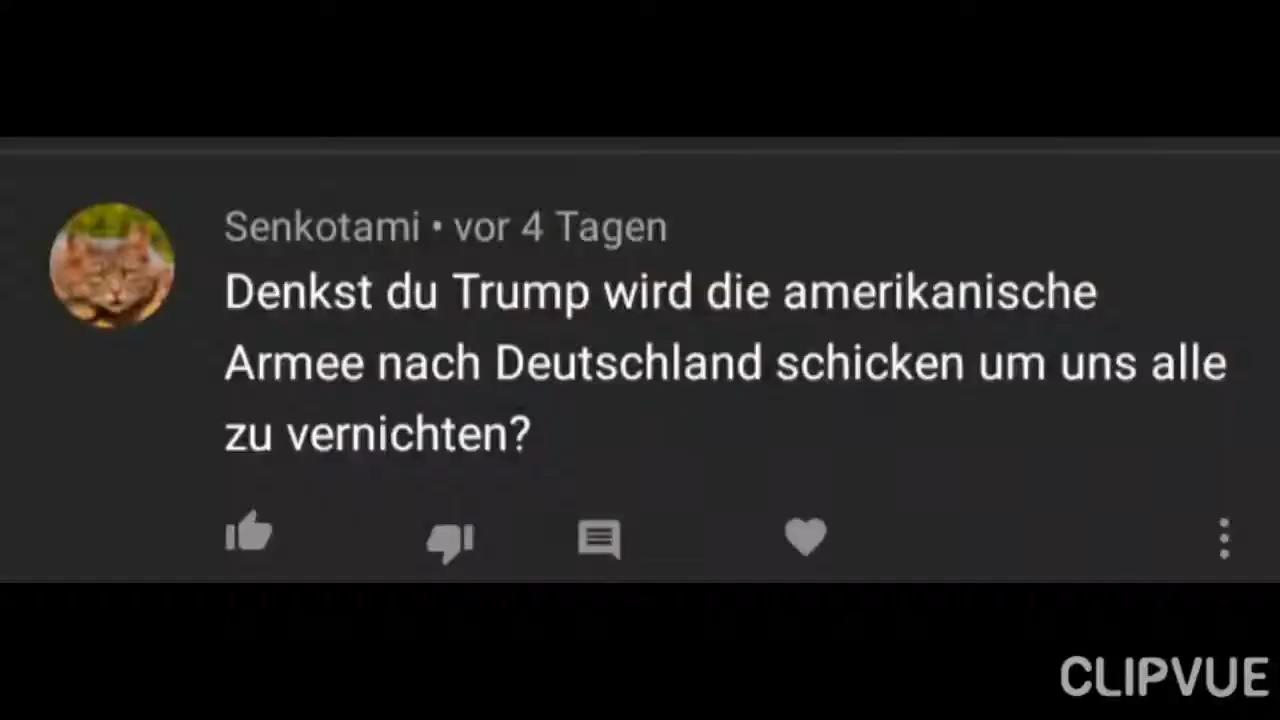 Senkotami • vor 4 Tagen
Denkst du Trump wird die amerikanische
Armee nach Deutschland schicken um uns alle
zu vernichten?
CLIPVUE